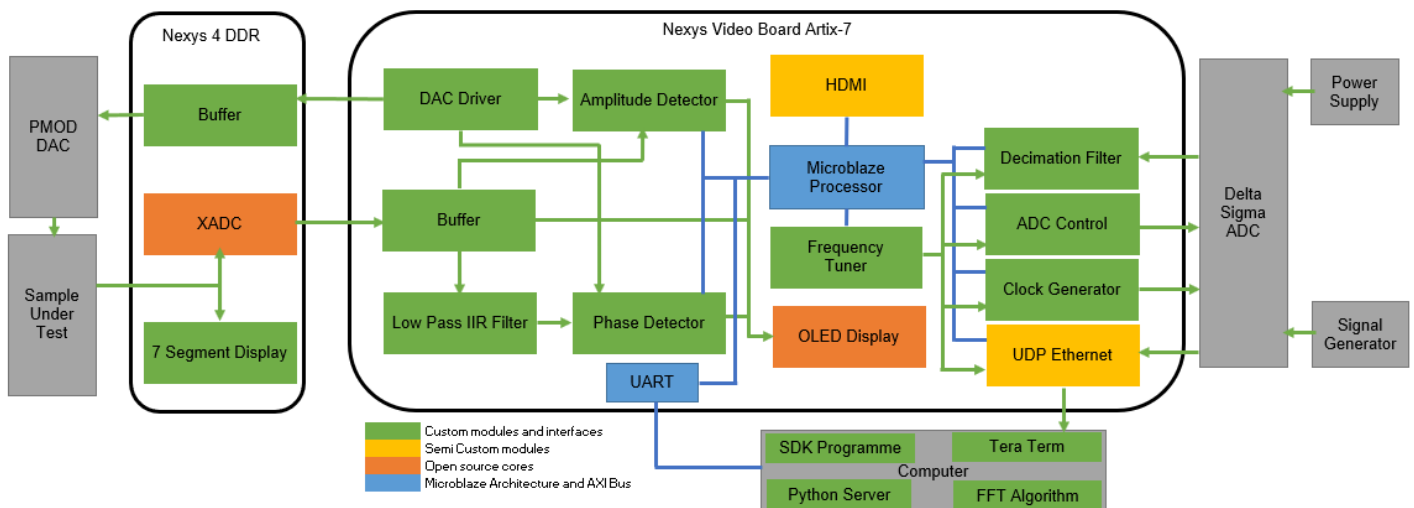 Nexys 4 DDR
Nexys Video Board Artix-7
PMOD
DAC
Sample
Under
Test
Buffer
XADC
7 Segment Display
DAC Driver
Amplitude Detector
Buffer
Low Pass IIR Filter
Phase Detector
UART
HDMI
Microblaze
Processor
Frequency
Tuner
OLED Display
Decimation Filter
ADC Control
Clock Generator
UDP Ethernet
Delta
Sigma
ADC
Power
Supply
Signal
Generator
Custom modules and interfaces
Semi Custom modules
Open source cores
Microblaze Architecture and AXI Bus
SDK Programme
Tera Term
Computer
Python Server
FFT Algorithm